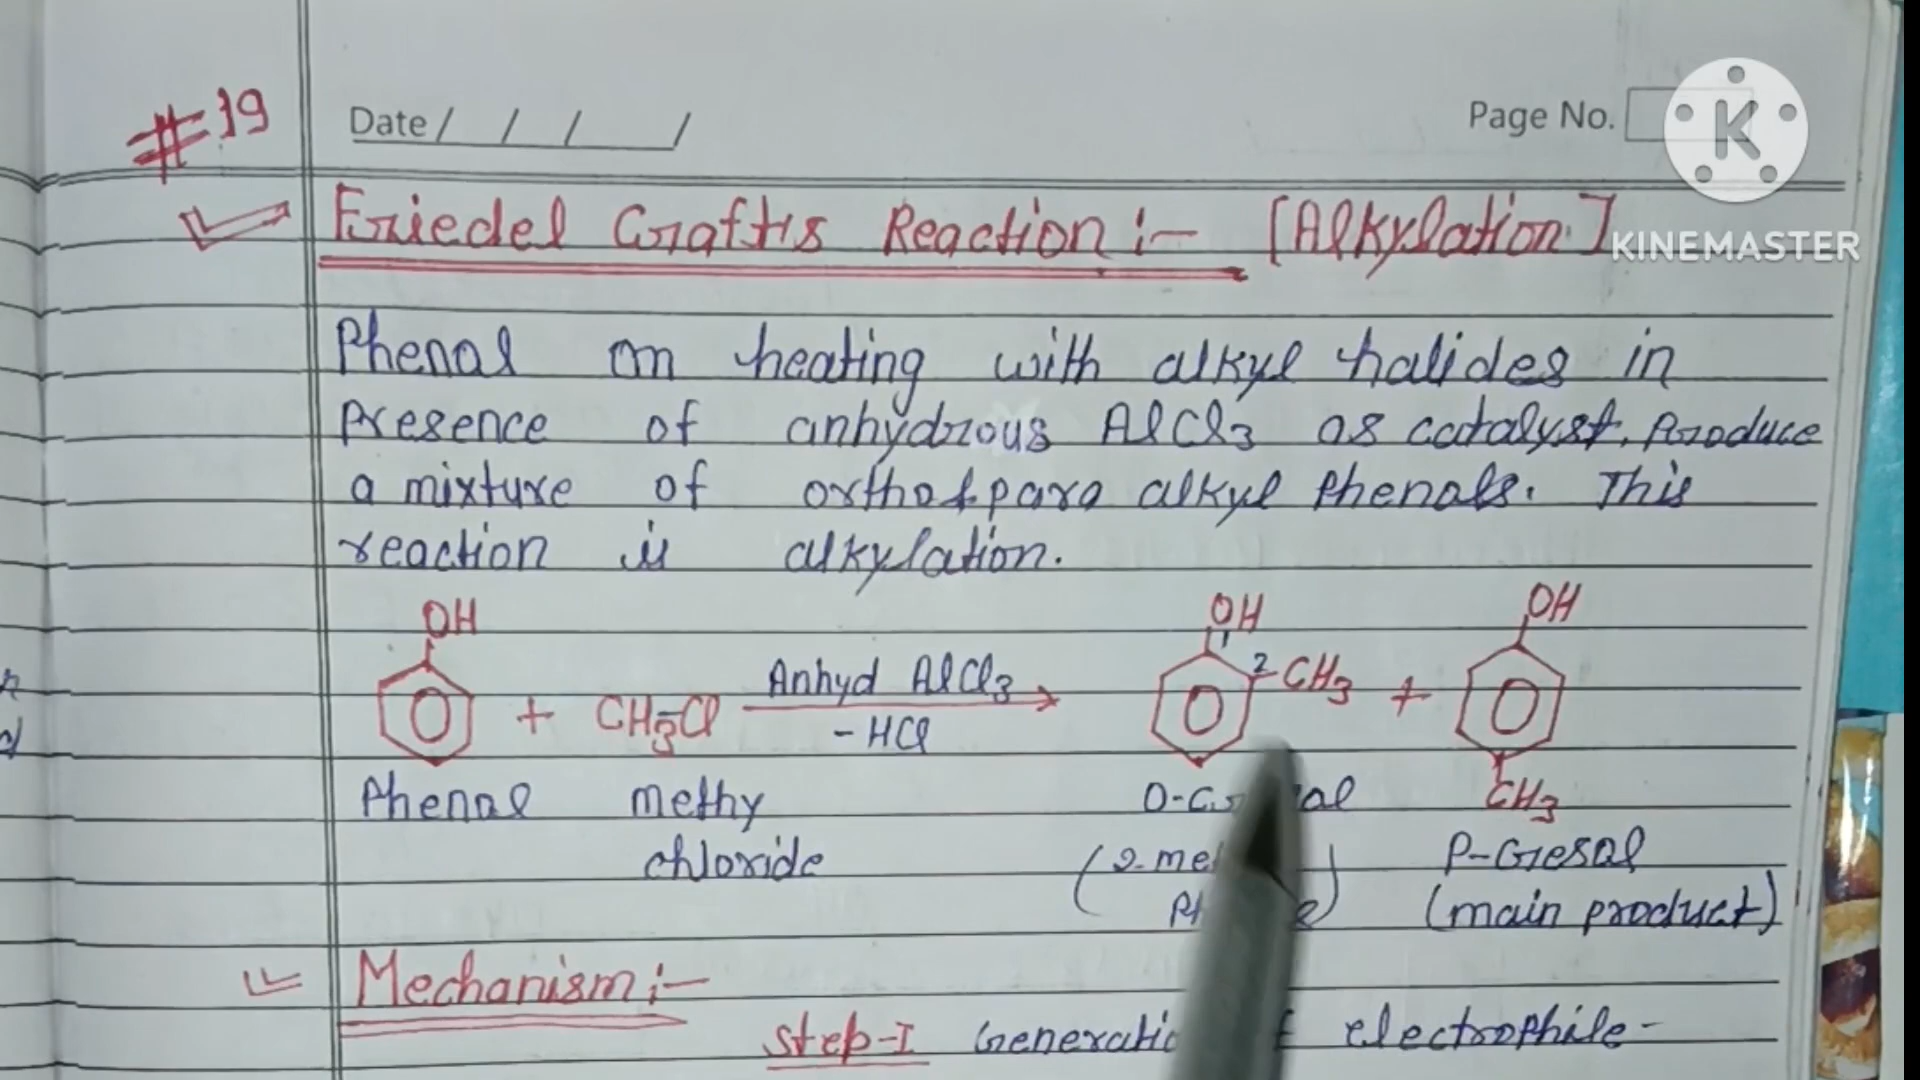 #19
Date / / / /
Page No.
K
KINEMASTER
Friedel Crafts Reaction :- [Alkylation]
Phenol on heating with alkyl halides in
presence of anhydrous AlCl3 as catalyst. Produce
a mixture of ortho & para alkyl phenols. This
reaction is alkylation.
OH OH OH
+ CH3Cl Anhyd AlCl3 1 2 CH3 +
-HCl
Phenol methy O- CH3
chloride (2- P-Cresol
(main product)
Mechanism :-
Step-I electrophile-